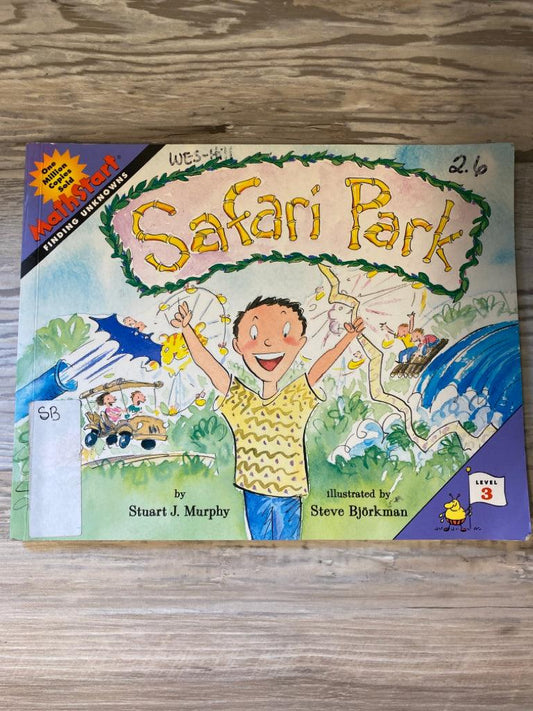 One
Million
Copies
Sold
MathStart®
FINDING UNKNOWNS
WES-Hill
2.6
Safari Park
SB
by
Stuart J. Murphy
illustrated by
Steve Björkman
LEVEL
3